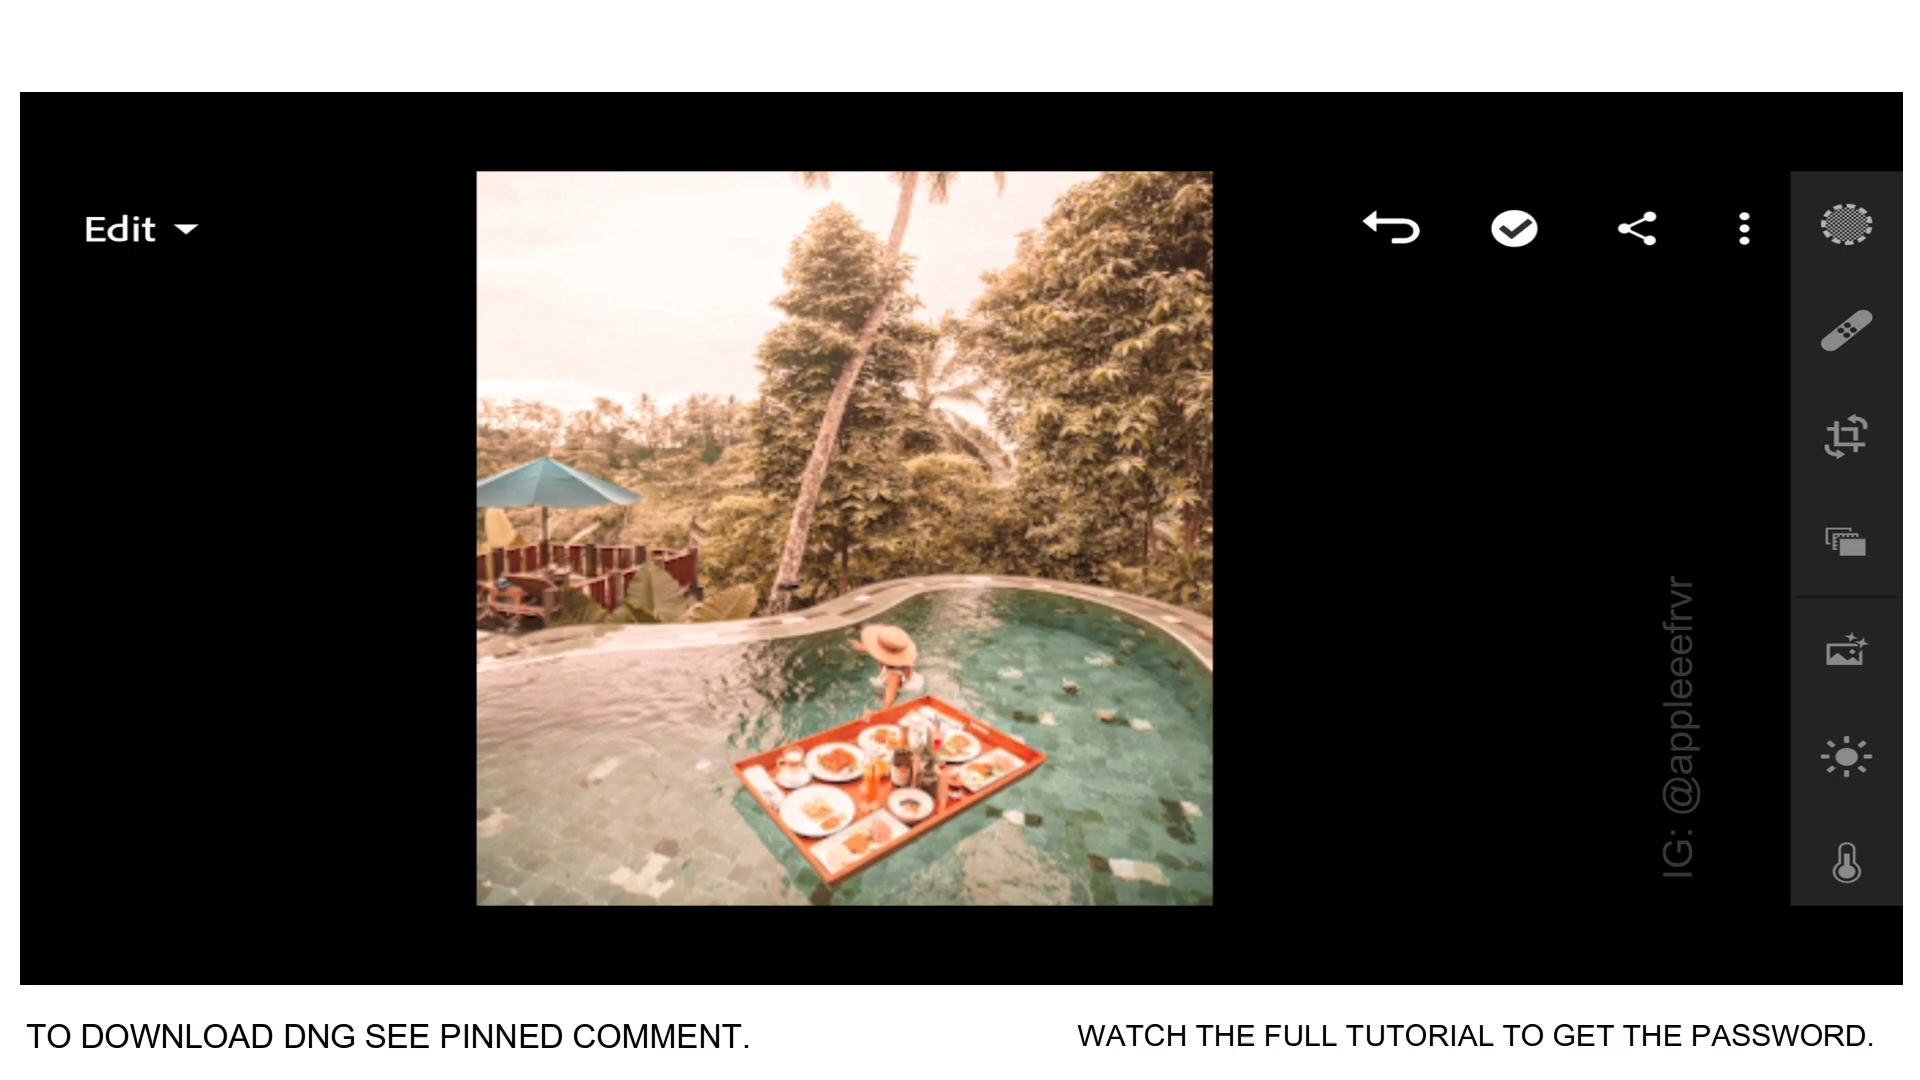 Edit
IG: @appleeefrvr
TO DOWNLOAD DNG SEE PINNED COMMENT.
WATCH THE FULL TUTORIAL TO GET THE PASSWORD.